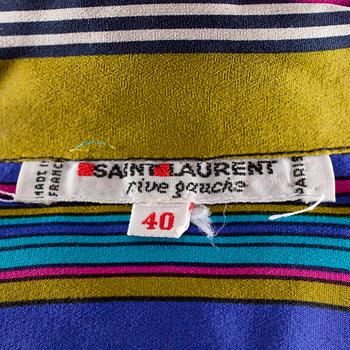 MADE IN
FRANCE
SAINT LAURENT
rive gauche
PARIS
40